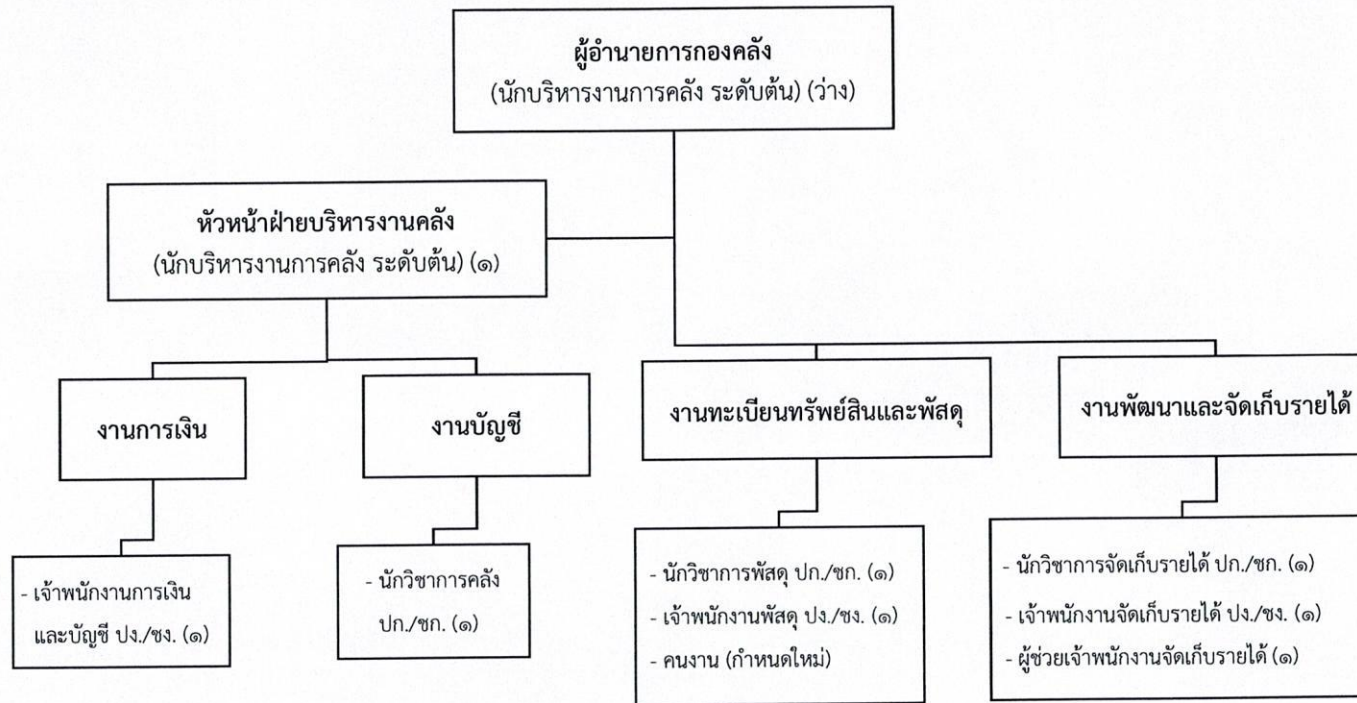 ผู้อำนายการกองคลัง
(นักบริหารงานการคลัง ระดับต้น) (ว่าง)
หัวหน้าฝ่ายบริหารงานคลัง
(นักบริหารงานการคลัง ระดับต้น) (๑)
งานการเงิน
งานบัญชี
งานทะเบียนทรัพย์สินและพัสดุ
งานพัฒนาและจัดเก็บรายได้
- เจ้าพนักงานการเงิน
และบัญชี ปง./ชง. (๑)
- นักวิชาการคลัง
ปก./ชก. (๑)
- นักวิชาการพัสดุ ปก./ชก. (๑)
- เจ้าพนักงานพัสดุ ปง./ชง. (๑)
- คนงาน (กำหนดใหม่)
- นักวิชาการจัดเก็บรายได้ ปก./ชก. (๑)
- เจ้าพนักงานจัดเก็บรายได้ ปง./ชง. (๑)
- ผู้ช่วยเจ้าพนักงานจัดเก็บรายได้ (๑)